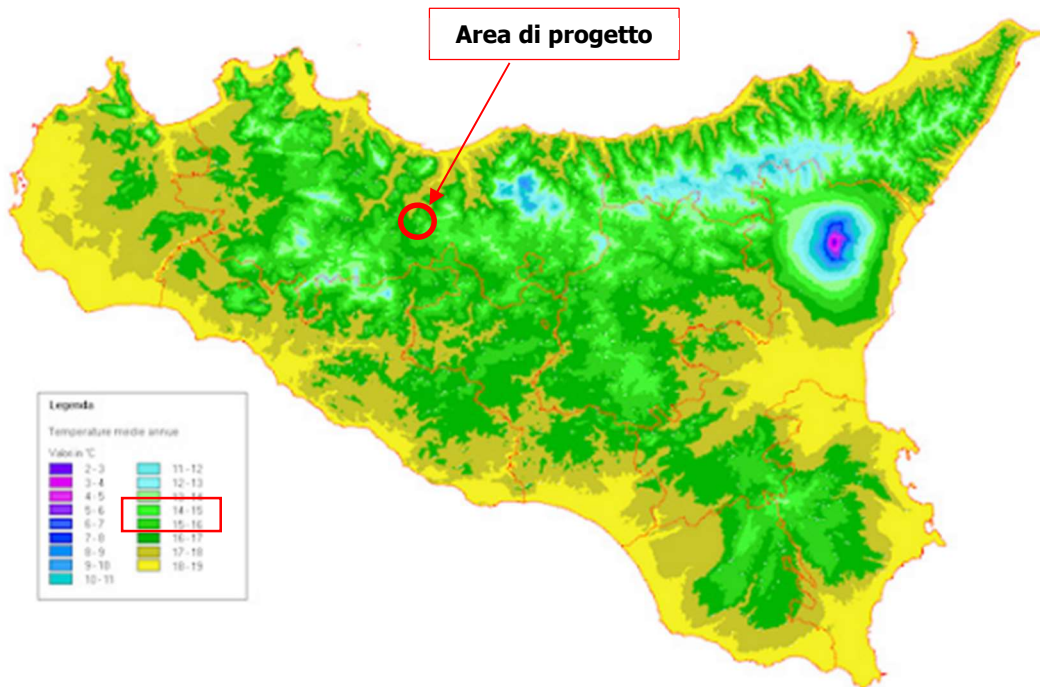 Area di progetto
Legenda
Temperature medie annue
Valori in °C
2 - 3
3 - 4
4 - 5
5 - 6
6 - 7
7 - 8
8 - 9
9 - 10
10 - 11
11 - 12
12 - 13
13 - 14
14 - 15
15 - 16
16 - 17
17 - 18
18 - 19